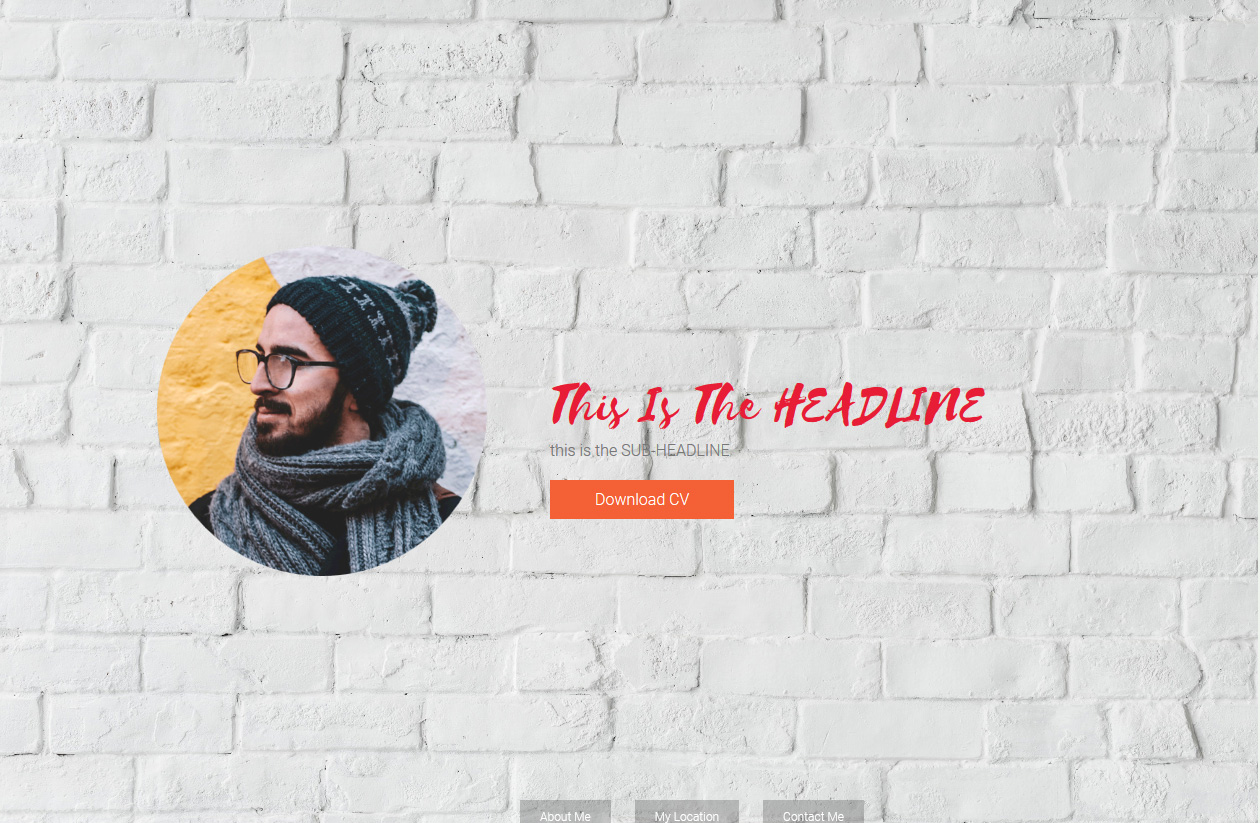 This Is The HEADLINE
this is the SUB-HEADLINE
Download CV
About Me
My Location
Contact Me